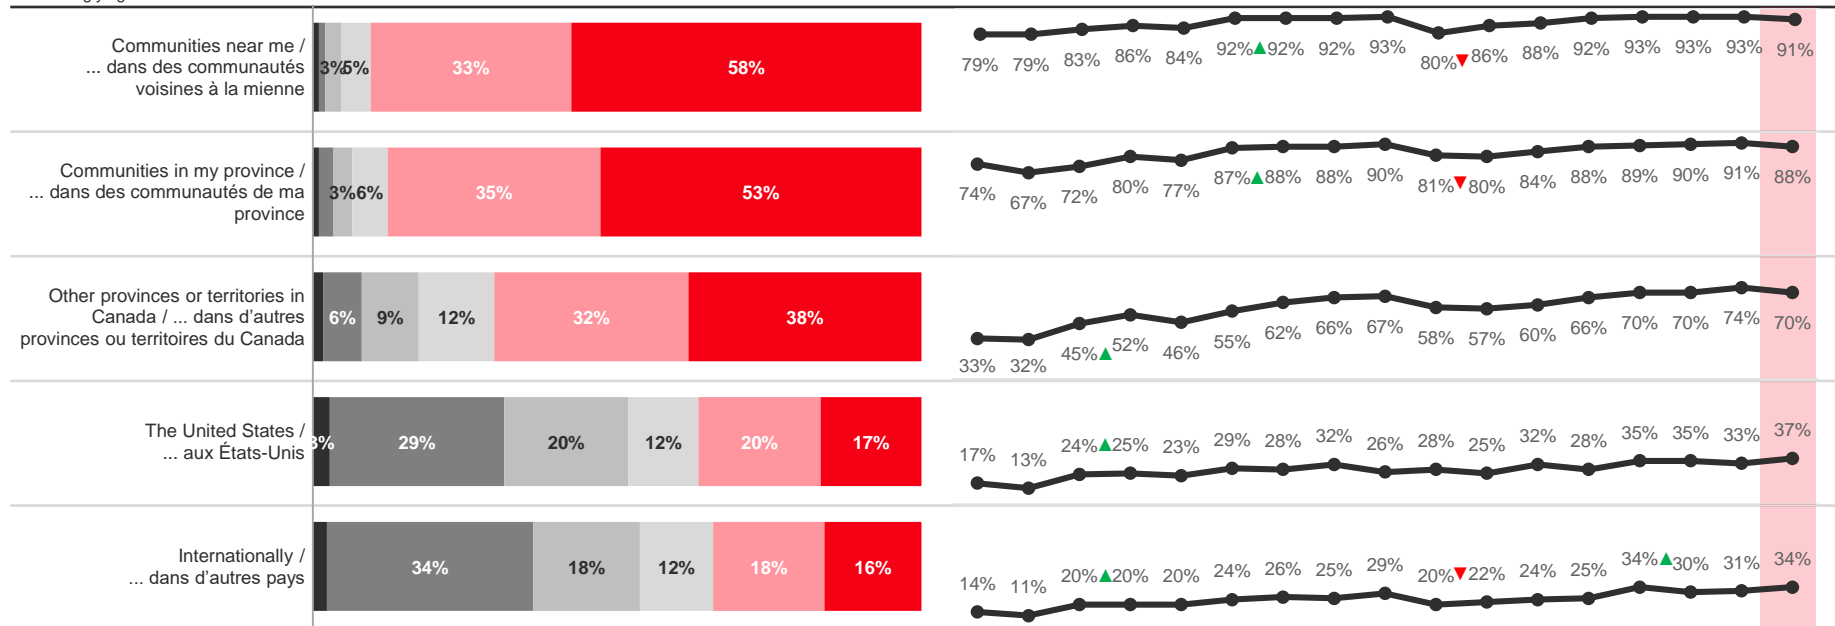 Communities near me /
... dans des communautés
voisines à la mienne
3% 5% 33% 58%
79% 79% 83% 86% 84% 92%▲92% 92% 93% 80%▼86% 88% 92% 93% 93% 93% 91%
Communities in my province /
... dans des communautés de ma
province
3% 6% 35% 53%
74% 67% 72% 80% 77% 87%▲88% 88% 90% 81%▼80% 84% 88% 89% 90% 91% 88%
Other provinces or territories in
Canada / ... dans d'autres
provinces ou territoires du Canada
6% 9% 12% 32% 38%
33% 32% 45%▲52% 46% 55% 62% 66% 67% 58% 57% 60% 66% 70% 70% 74% 70%
The United States /
... aux États-Unis
3% 29% 20% 12% 20% 17%
17% 13% 24%▲25% 23% 29% 28% 32% 26% 28% 25% 32% 28% 35% 35% 33% 37%
Internationally /
... dans d'autres pays
34% 18% 12% 18% 16%
14% 11% 20%▲20% 20% 24% 26% 25% 29% 20%▼22% 24% 25% 34%▲30% 31% 34%